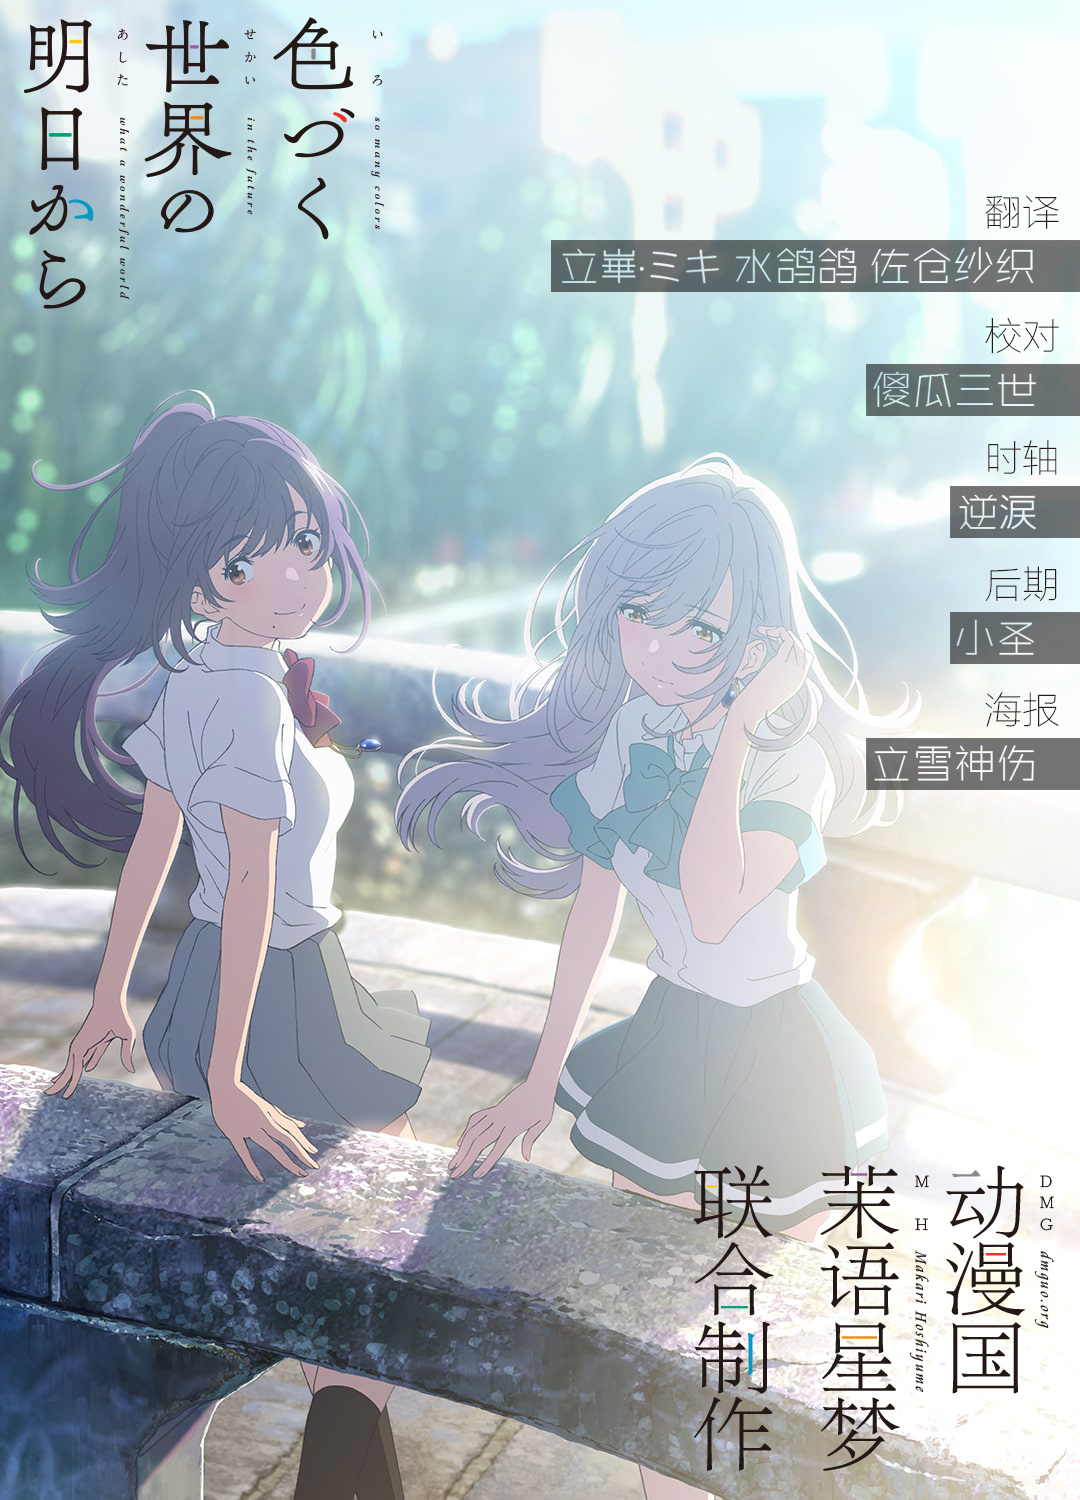 色づく
いろ
so many colors
世界の
せかい
in the future
明日から
あした
what a wonderful world
翻译
立崋·ミキ 水鸽鸽 佐仓纱织
校对
傻瓜三世
时轴
逆涙
后期
小圣
海报
立雪神伤
动漫国
DMG dmguo.org
茉语星梦
MH Makari Hoshiyume
联合制作